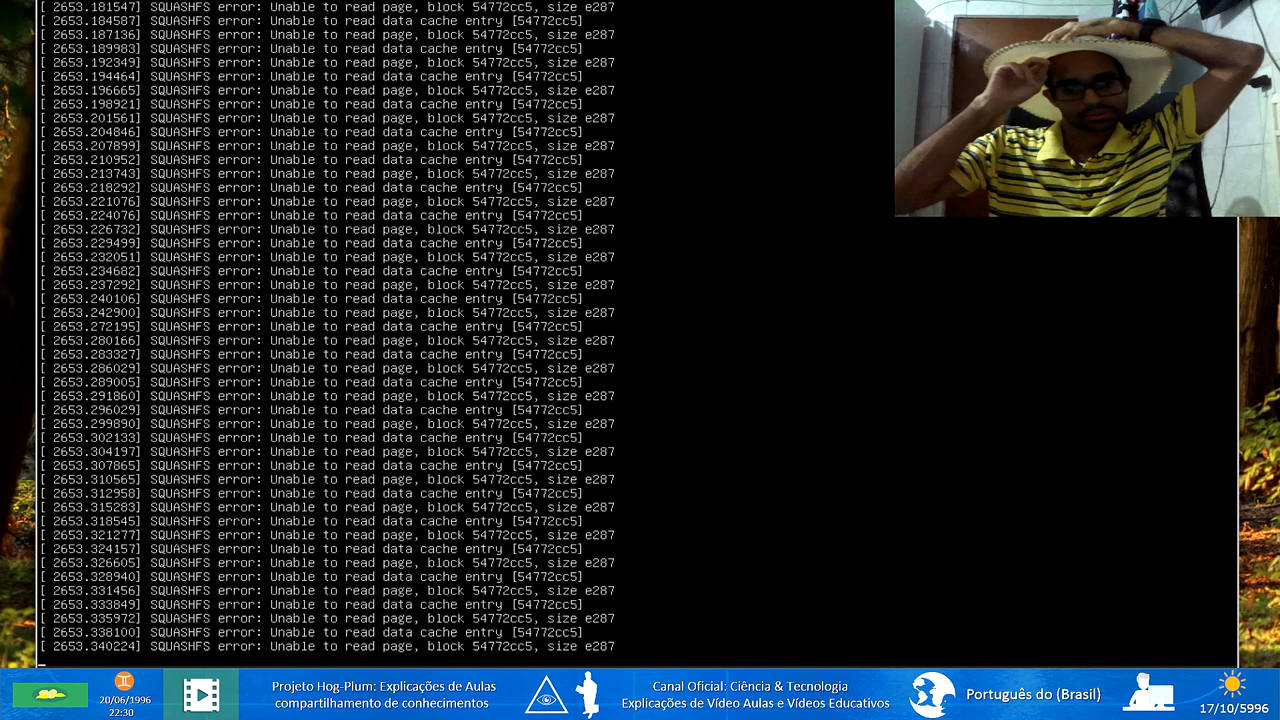 [ 2653.181547] SQUASHFS error: Unable to read page, block 54772cc5, size e287
[ 2653.184581] SQUASHFS error: Unable to read data cache entry [54772cc5]
[ 2653.187136] SQUASHFS error: Unable to read page, block 54772cc5, size e287
[ 2653.189983] SQUASHFS error: Unable to read data cache entry [54772cc5]
[ 2653.192349] SQUASHFS error: Unable to read page, block 54772cc5, size e287
[ 2653.194464] SQUASHFS error: Unable to read data cache entry [54772cc5]
[ 2653.196665] SQUASHFS error: Unable to read page, block 54772cc5, size e287
[ 2653.198921] SQUASHFS error: Unable to read data cache entry [54772cc5]
[ 2653.201561] SQUASHFS error: Unable to read page, block 54772cc5, size e287
[ 2653.204846] SQUASHFS error: Unable to read data cache entry [54772cc5]
[ 2653.207899] SQUASHFS error: Unable to read page, block 54772cc5, size e287
[ 2653.210952] SQUASHFS error: Unable to read data cache entry [54772cc5]
[ 2653.213743] SQUASHFS error: Unable to read page, block 54772cc5, size e287
[ 2653.218292] SQUASHFS error: Unable to read data cache entry [54772cc5]
[ 2653.221076] SQUASHFS error: Unable to read page, block 54772cc5, size e287
[ 2653.224076] SQUASHFS error: Unable to read data cache entry [54772cc5]
[ 2653.226732] SQUASHFS error: Unable to read page, block 54772cc5, size e287
[ 2653.229499] SQUASHFS error: Unable to read data cache entry [54772cc5]
[ 2653.232051] SQUASHFS error: Unable to read page, block 54772cc5, size e287
[ 2653.234682] SQUASHFS error: Unable to read data cache entry [54772cc5]
[ 2653.237292] SQUASHFS error: Unable to read page, block 54772cc5, size e287
[ 2653.240106] SQUASHFS error: Unable to read data cache entry [54772cc5]
[ 2653.242900] SQUASHFS error: Unable to read page, block 54772cc5, size e287
[ 2653.272195] SQUASHFS error: Unable to read data cache entry [54772cc5]
[ 2653.280166] SQUASHFS error: Unable to read page, block 54772cc5, size e287
[ 2653.283327] SQUASHFS error: Unable to read data cache entry [54772cc5]
[ 2653.286029] SQUASHFS error: Unable to read page, block 54772cc5, size e287
[ 2653.289005] SQUASHFS error: Unable to read data cache entry [54772cc5]
[ 2653.291860] SQUASHFS error: Unable to read page, block 54772cc5, size e287
[ 2653.296029] SQUASHFS error: Unable to read data cache entry [54772cc5]
[ 2653.299890] SQUASHFS error: Unable to read page, block 54772cc5, size e287
[ 2653.302133] SQUASHFS error: Unable to read data cache entry [54772cc5]
[ 2653.304197] SQUASHFS error: Unable to read page, block 54772cc5, size e287
[ 2653.307865] SQUASHFS error: Unable to read data cache entry [54772cc5]
[ 2653.310565] SQUASHFS error: Unable to read page, block 54772cc5, size e287
[ 2653.312958] SQUASHFS error: Unable to read data cache entry [54772cc5]
[ 2653.315283] SQUASHFS error: Unable to read page, block 54772cc5, size e287
[ 2653.318545] SQUASHFS error: Unable to read data cache entry [54772cc5]
[ 2653.321277] SQUASHFS error: Unable to read page, block 54772cc5, size e287
[ 2653.324157] SQUASHFS error: Unable to read data cache entry [54772cc5]
[ 2653.326605] SQUASHFS error: Unable to read page, block 54772cc5, size e287
[ 2653.328940] SQUASHFS error: Unable to read data cache entry [54772cc5]
[ 2653.331456] SQUASHFS error: Unable to read page, block 54772cc5, size e287
[ 2653.333849] SQUASHFS error: Unable to read data cache entry [54772cc5]
[ 2653.335972] SQUASHFS error: Unable to read page, block 54772cc5, size e287
[ 2653.338100] SQUASHFS error: Unable to read data cache entry [54772cc5]
[ 2653.340224] SQUASHFS error: Unable to read page, block 54772cc5, size e287
20/06/1996
22:30
Projeto Hog-Plum: Explicações de Aulas
compartilhamento de conhecimentos
Canal Oficial: Ciência & Tecnologia
Explicações de Vídeo Aulas e Vídeos Educativos
Português do (Brasil)
17/10/5996